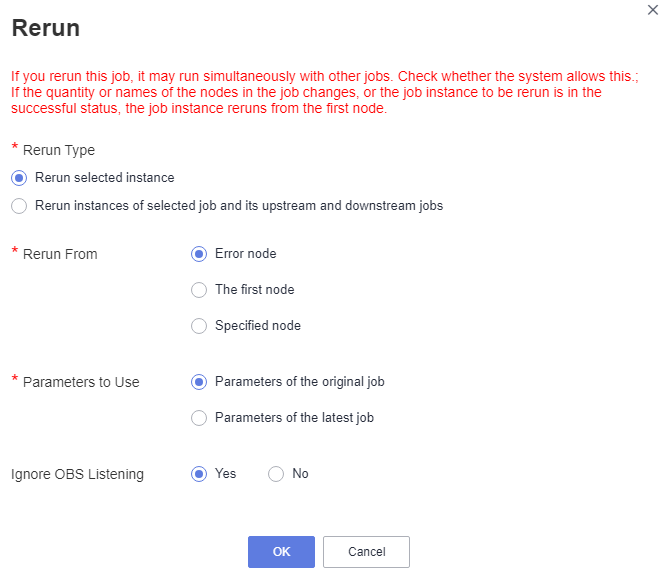 Rerun
If you rerun this job, it may run simultaneously with other jobs. Check whether the system allows this.;
If the quantity or names of the nodes in the job changes, or the job instance to be rerun is in the
successful status, the job instance reruns from the first node.
* Rerun Type
Rerun selected instance
Rerun instances of selected job and its upstream and downstream jobs
* Rerun From
Error node
The first node
Specified node
* Parameters to Use
Parameters of the original job
Parameters of the latest job
Ignore OBS Listening
Yes
No
OK
Cancel